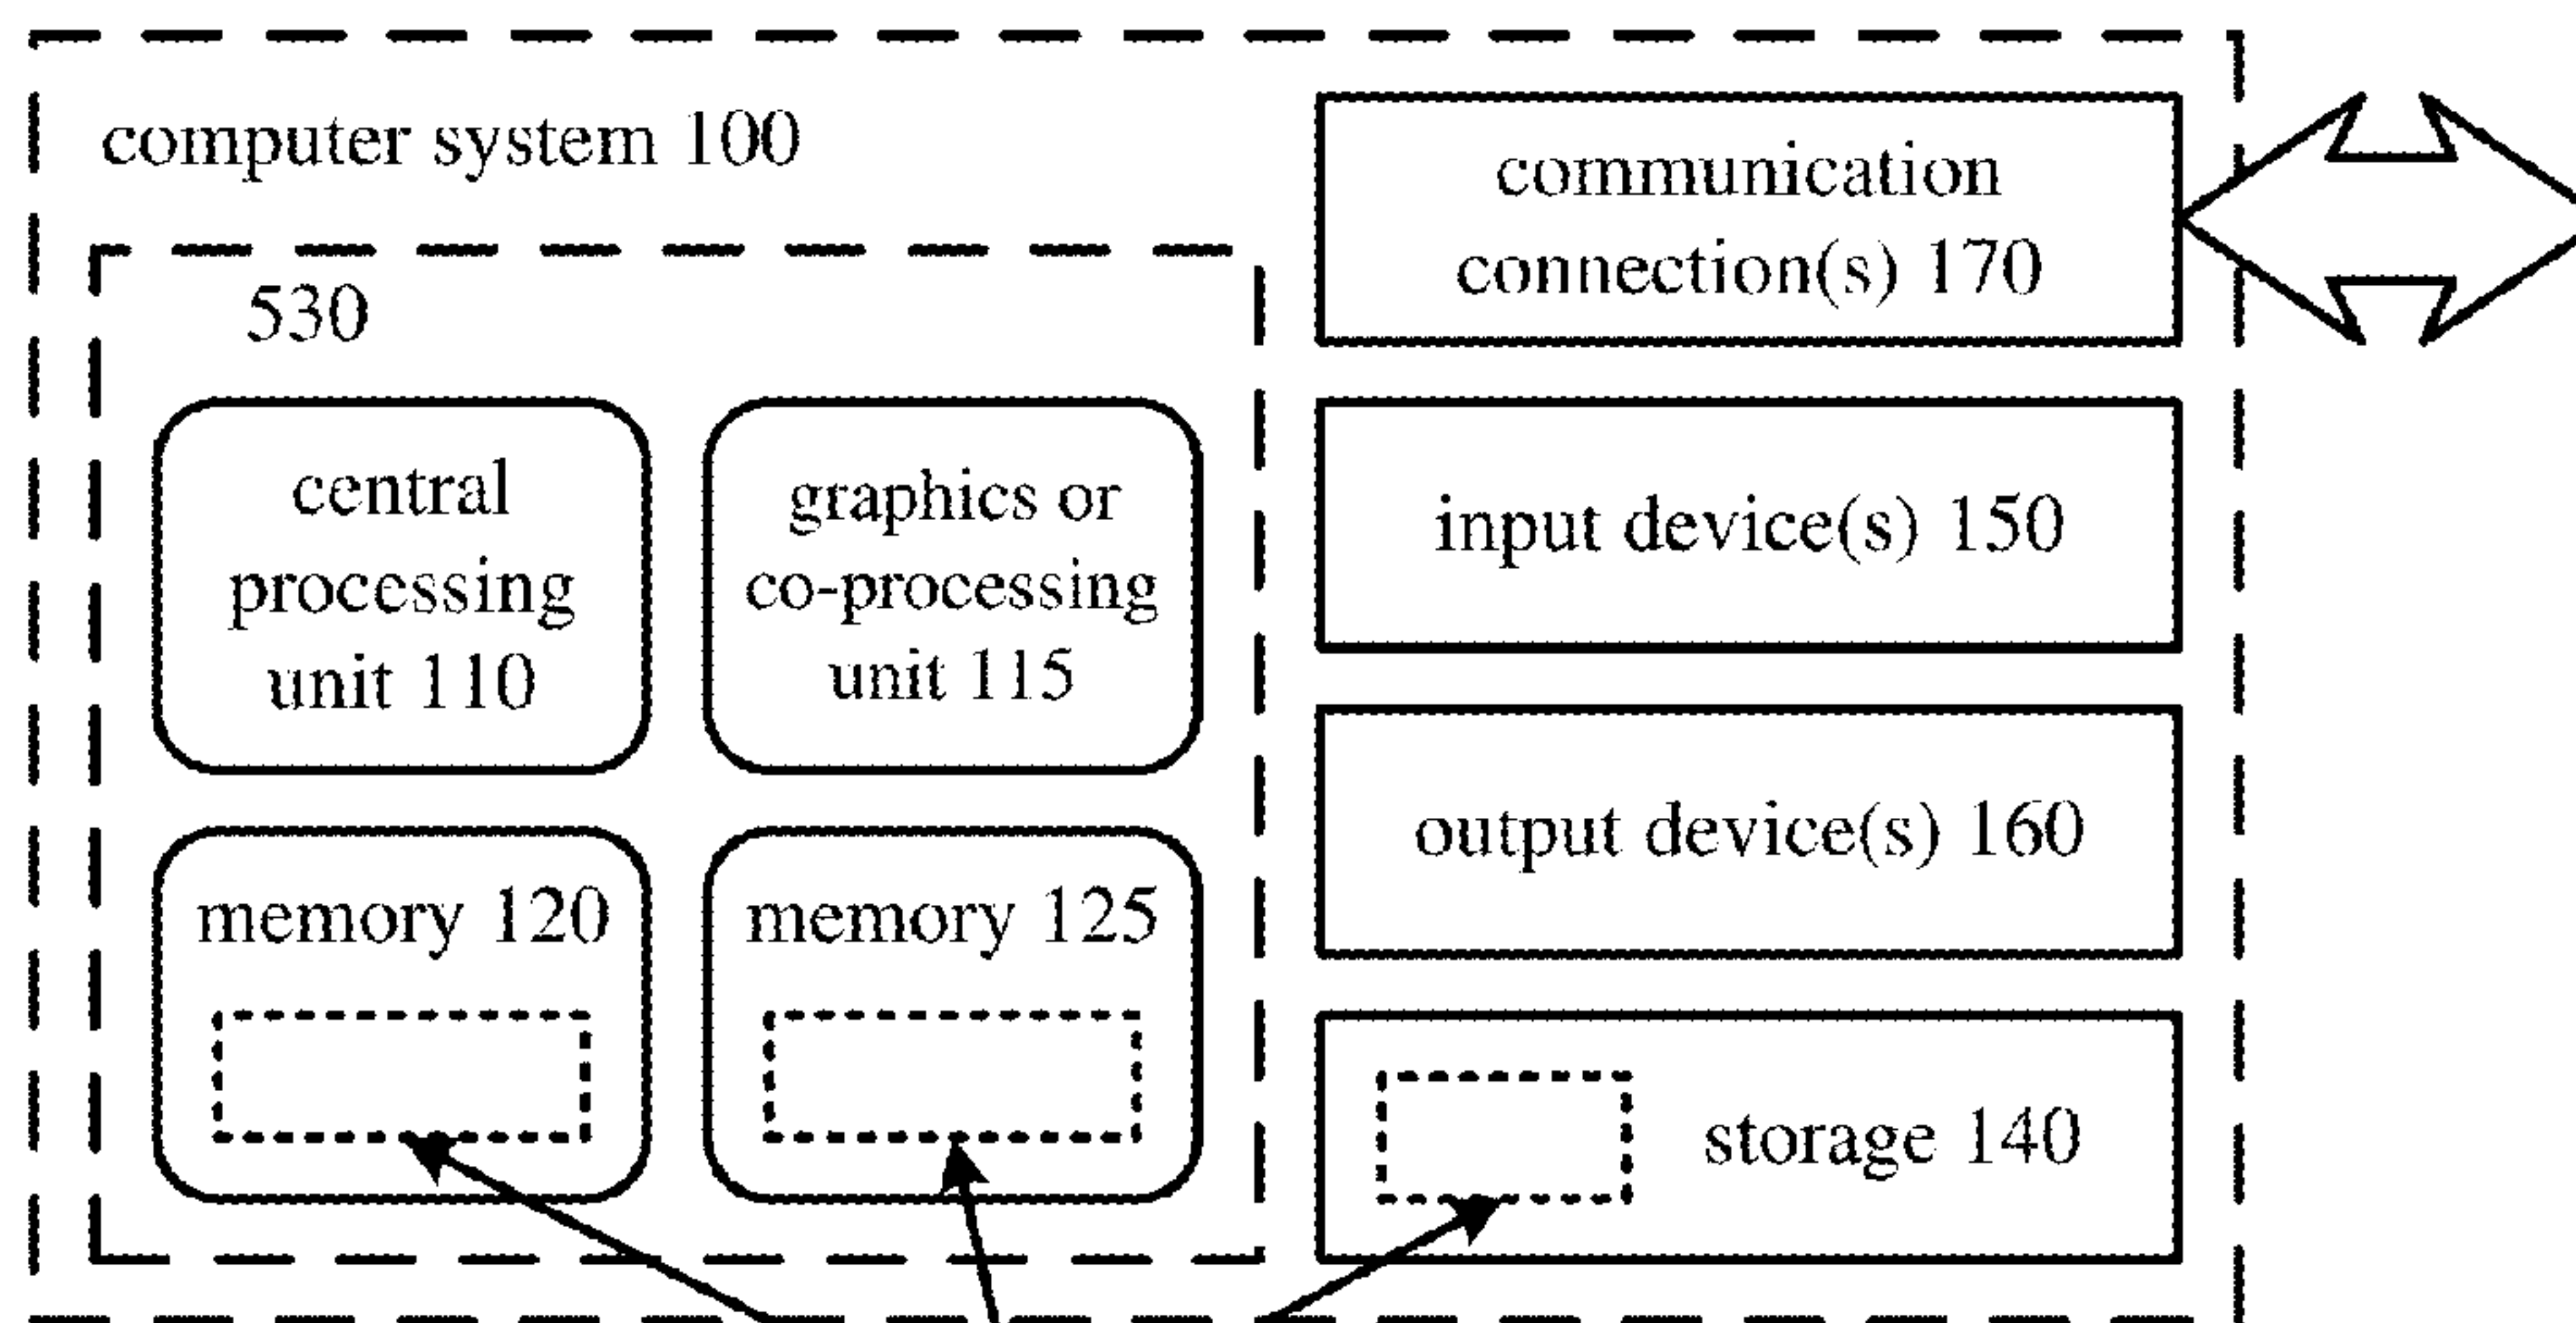 computer system 100
communication
connection(s) 170
530
central
processing
unit 110
graphics or
co-processing
unit 115
input device(s) 150
output device(s) 160
memory 120
memory 125
storage 140